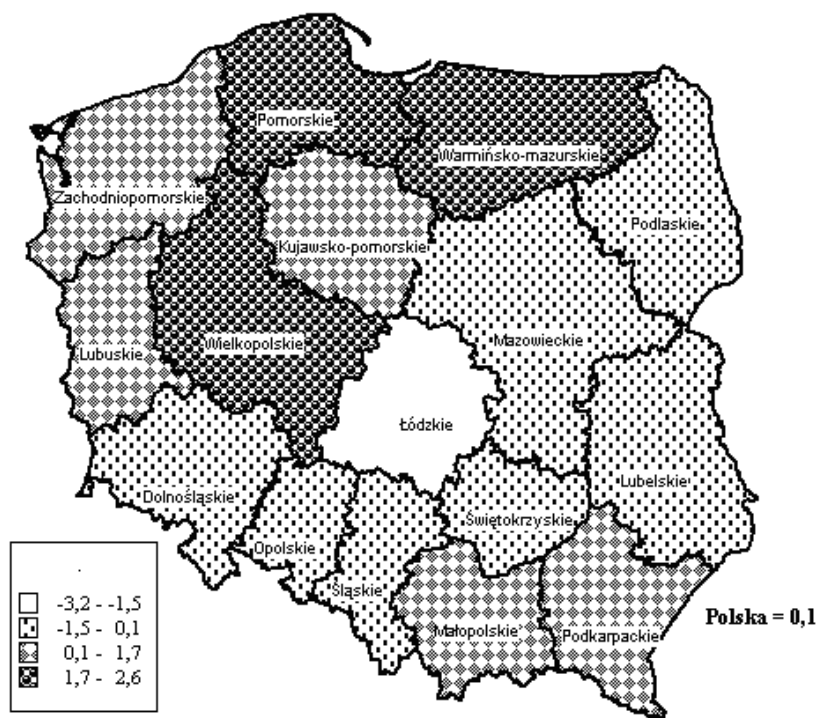 Pomorskie
Warmińsko-mazurskie
Zachodniopomorskie
Podlaskie
Kujawsko-pomorskie
Mazowieckie
Wielkopolskie
Lubuskie
Łódzkie
Lubelskie
Dolnośląskie
Świętokrzyskie
Opolskie
Śląskie
Małopolskie
Podkarpackie
Polska = 0,1
-3,2 - -1,5
-1,5 - 0,1
0,1 - 1,7
1,7 - 2,6